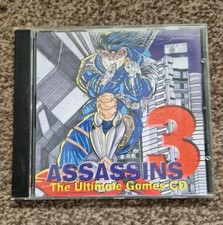 3
ASSASSINS
The Ultimate Games CD